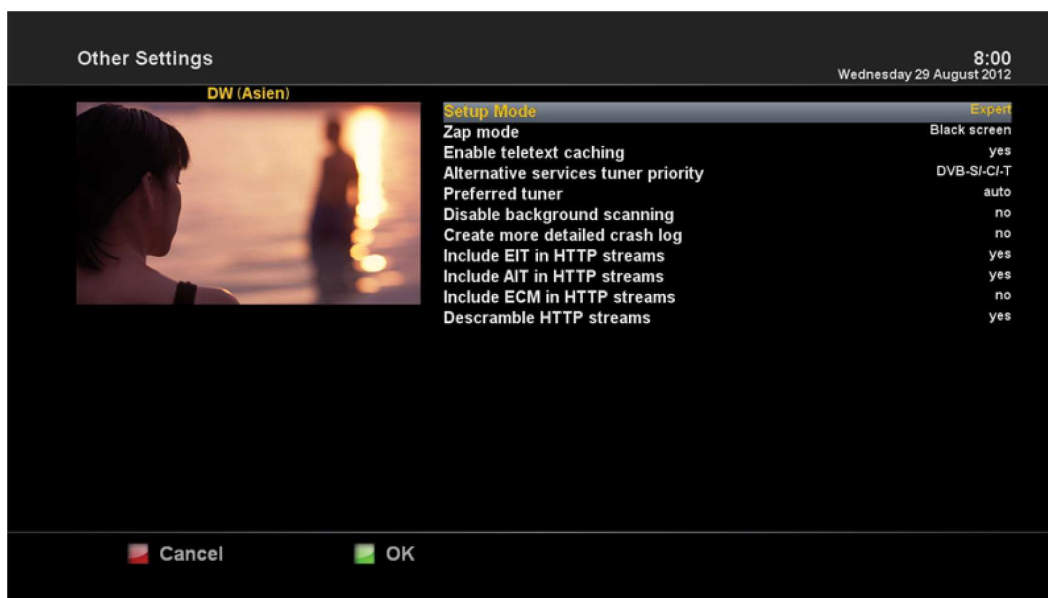 Other Settings
8:00
Wednesday 29 August 2012
DW (Asien)
Setup Mode Expert
Zap mode Black screen
Enable teletext caching yes
Alternative services tuner priority DVB-S/-C/-T
Preferred tuner auto
Disable background scanning no
Create more detailed crash log no
Include EIT in HTTP streams yes
Include AIT in HTTP streams yes
Include ECM in HTTP streams no
Descramble HTTP streams yes
Cancel OK